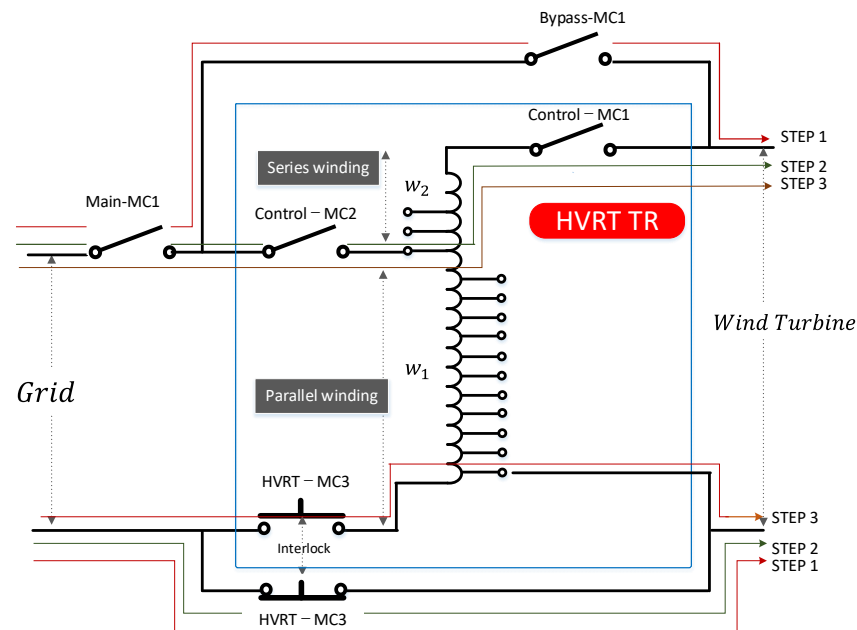 Bypass-MC1
Control – MC1
STEP 1
STEP 2
STEP 3
Series winding
w₂
Main-MC1
Control – MC2
HVRT TR
Wind Turbine
Grid
w₁
Parallel winding
HVRT – MC3
Interlock
STEP 3
STEP 2
STEP 1
HVRT – MC3